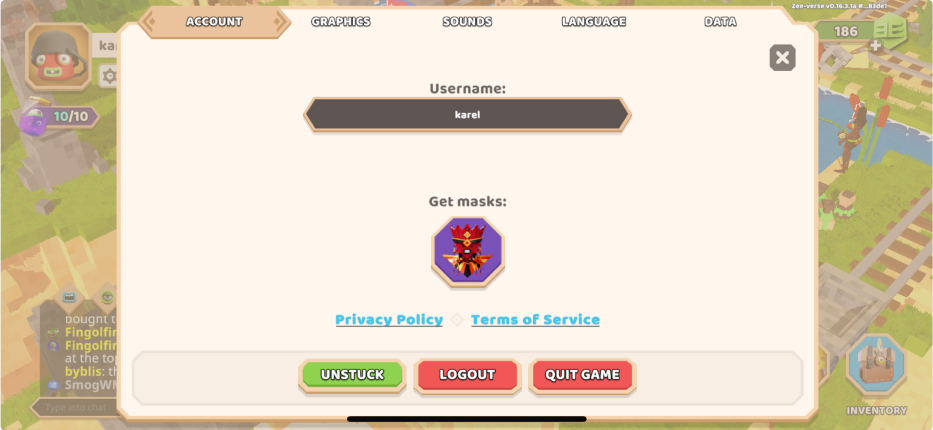 ACCOUNT
GRAPHICS
SOUNDS
LANGUAGE
DATA
Zee-verse v0.16.3.1a #...83de1
186
ka
10/10
Username:
karel
Get masks:
Privacy Policy
Terms of Service
bought t
Fingolfin
Fingolfin
at the top
byblis: th
SmogWM
Type into chat
UNSTUCK
LOGOUT
QUIT GAME
INVENTORY